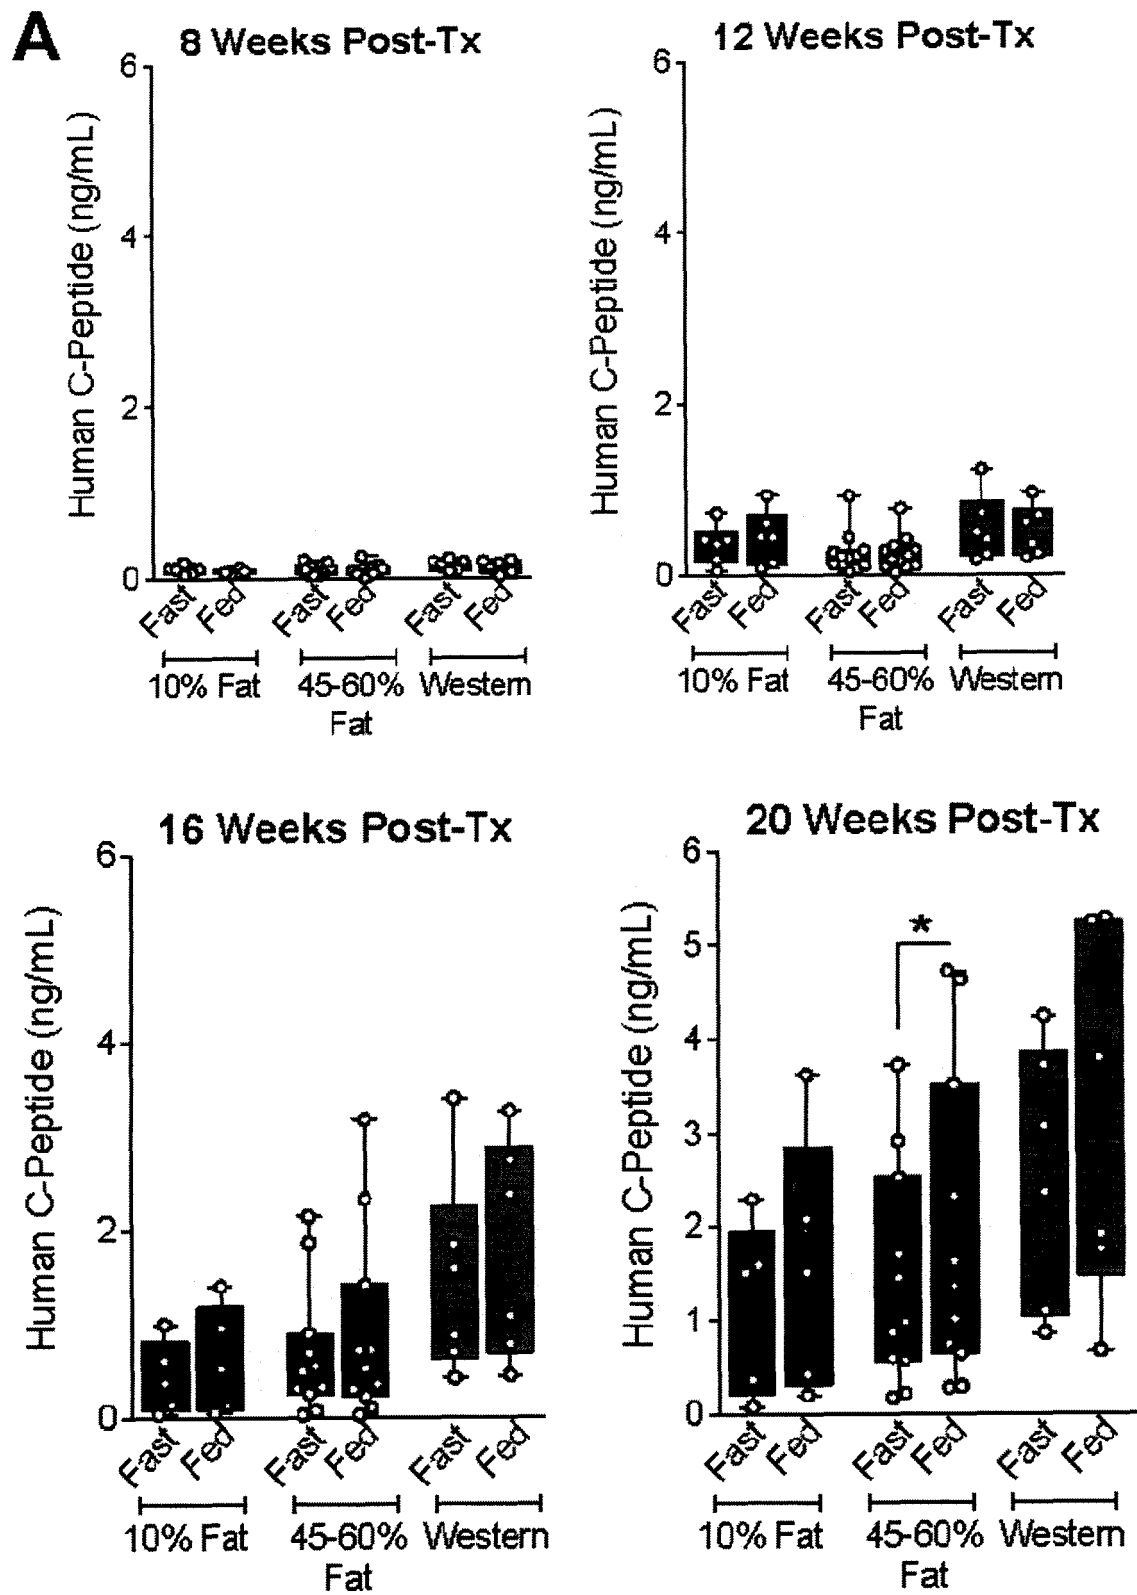 A
8 Weeks Post-Tx
Human C-Peptide (ng/mL)
6
4
2
0
Fast
Fed
Fast
Fed
Fast
Fed
10% Fat
45-60%
Fat
Western
12 Weeks Post-Tx
Human C-Peptide (ng/mL)
6
4
2
0
Fast
Fed
Fast
Fed
Fast
Fed
10% Fat
45-60%
Fat
Western
16 Weeks Post-Tx
Human C-Peptide (ng/mL)
6
4
2
0
Fast
Fed
Fast
Fed
Fast
Fed
10% Fat
45-60%
Fat
Western
20 Weeks Post-Tx
Human C-Peptide (ng/mL)
6
5
4
3
2
1
0
*
Fast
Fed
Fast
Fed
Fast
Fed
10% Fat
45-60%
Fat
Western